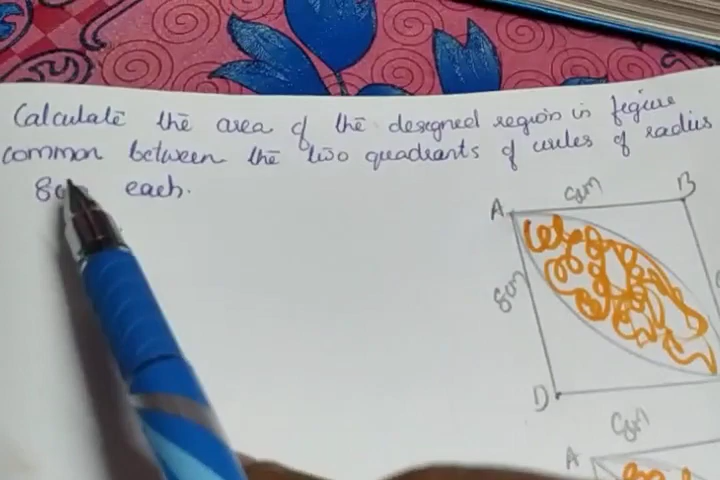 Calculate the area of the designed region in figure
common between the two quadrants of circles of radius
8cm each.
8cm
A
B
8cm
D
8cm
A